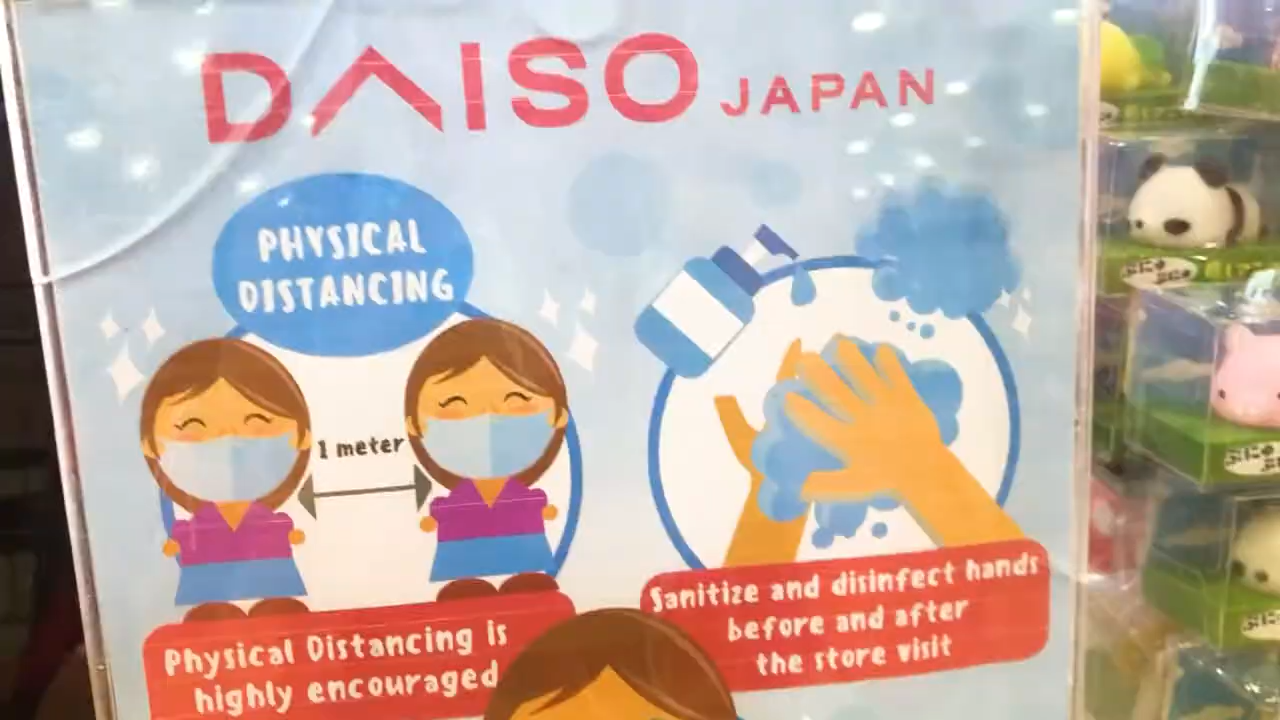 DAISO JAPAN
PHYSICAL
DISTANCING
1 meter
Physical Distancing is
highly encouraged
Sanitize and disinfect hands
before and after
the store visit